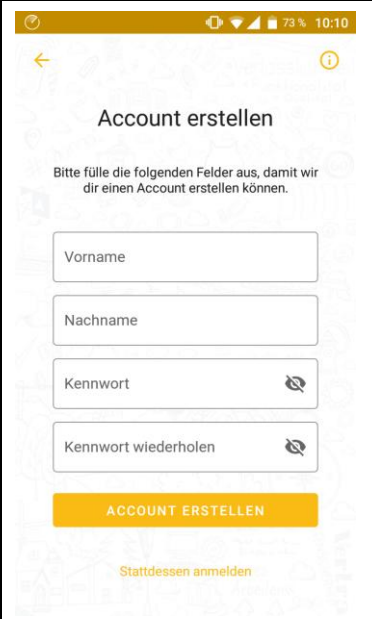 73 % 10:10
Account erstellen
Bitte fülle die folgenden Felder aus, damit wir
dir einen Account erstellen können.
Vorname
Nachname
Kennwort
Kennwort wiederholen
ACCOUNT ERSTELLEN
Stattdessen anmelden